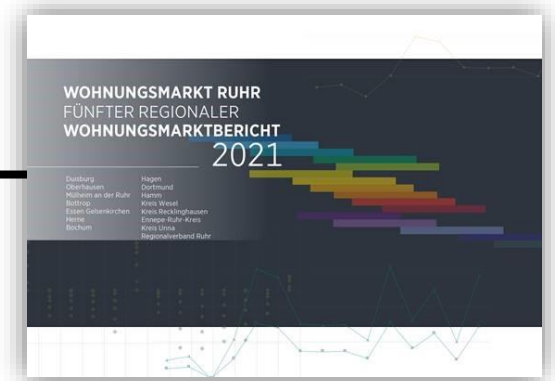 WOHNUNGSMARKT RUHR
FÜNFTER REGIONALER
WOHNUNGSMARKTBERICHT
2021
Duisburg
Oberhausen
Mülheim an der Ruhr
Bottrop
Essen Gelsenkirchen
Herne
Bochum
Hagen
Dortmund
Hamm
Kreis Wesel
Kreis Recklinghausen
Ennepe-Ruhr-Kreis
Kreis Unna
Regionalverband Ruhr